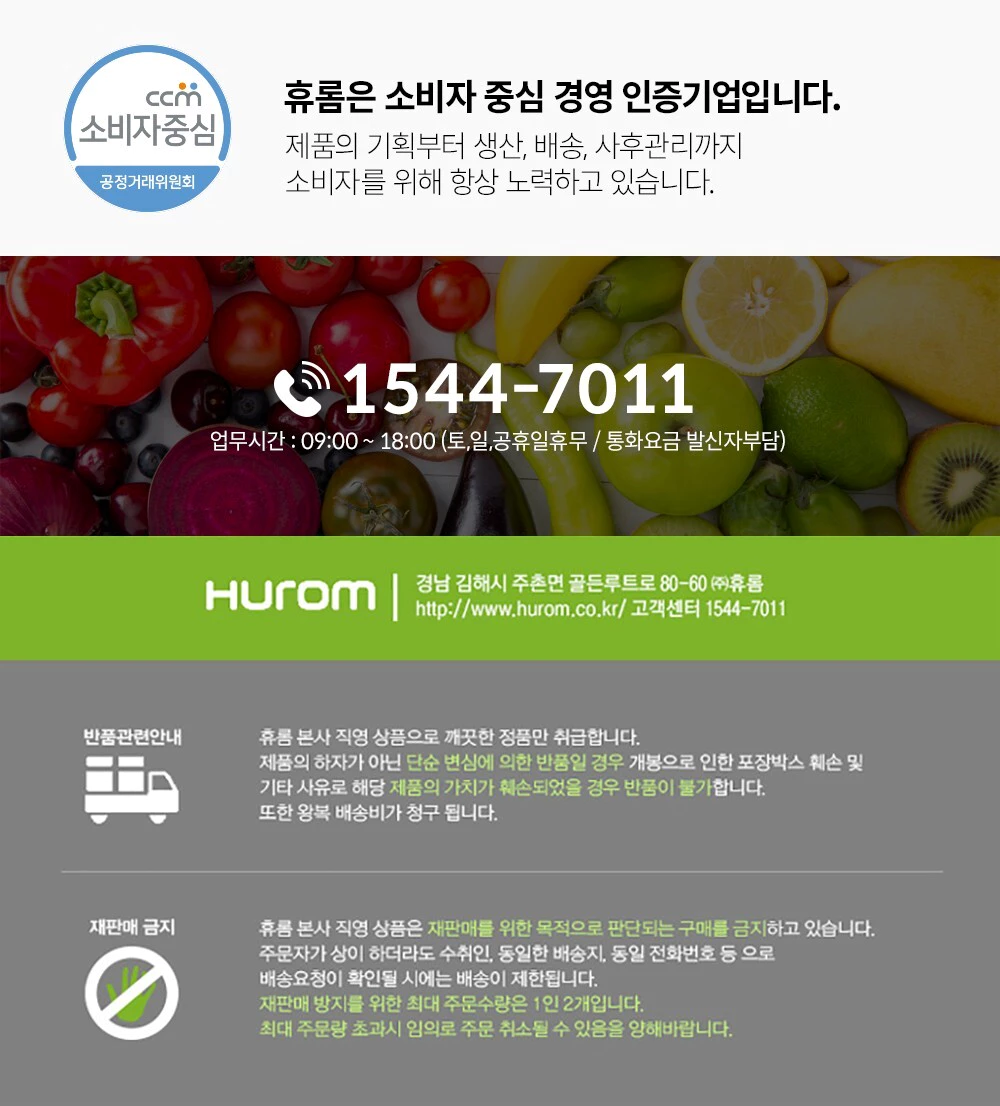 ccm
소비자중심
공정거래위원회
휴롬은 소비자 중심 경영 인증기업입니다.
제품의 기획부터 생산, 배송, 사후관리까지
소비자를 위해 항상 노력하고 있습니다.
1544-7011
업무시간 : 09:00 ~ 18:00 (토,일,공휴일휴무 / 통화요금 발신자부담)
HUROM
경남 김해시 주촌면 골든루트로 80-60 ㈜휴롬
http://www.hurom.co.kr/ 고객센터 1544-7011
반품관련안내
휴롬 본사 직영 상품으로 깨끗한 정품만 취급합니다.
제품의 하자가 아닌 단순 변심에 의한 반품일 경우 개봉으로 인한 포장박스 훼손 및
기타 사유로 해당 제품의 가치가 훼손되었을 경우 반품이 불가합니다.
또한 왕복 배송비가 청구 됩니다.
재판매 금지
휴롬 본사 직영 상품은 재판매를 위한 목적으로 판단되는 구매를 금지하고 있습니다.
주문자가 상이 하더라도 수취인, 동일한 배송지, 동일 전화번호 등 으로
배송요청이 확인될 시에는 배송이 제한됩니다.
재판매 방지를 위한 최대 주문수량은 1인 2개입니다.
최대 주문량 초과시 임의로 주문 취소될 수 있음을 양해바랍니다.